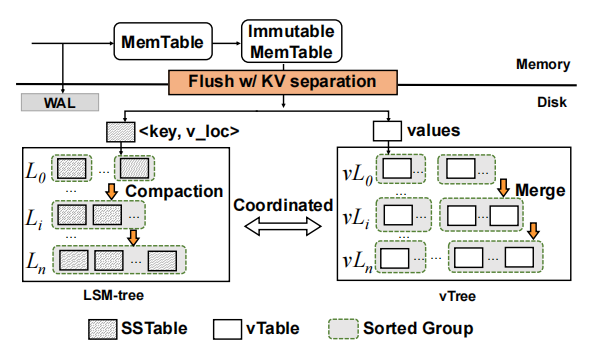 MemTable
Immutable
MemTable
Memory
Flush w/ KV separation
WAL
Disk
<key, v_loc>
values
L0
...
Compaction
Li
...
...
Ln
...
LSM-tree
Coordinated
vL0
...
...
Merge
...
vLi
...
...
...
vLn
...
...
...
vTree
SSTable
vTable
Sorted Group